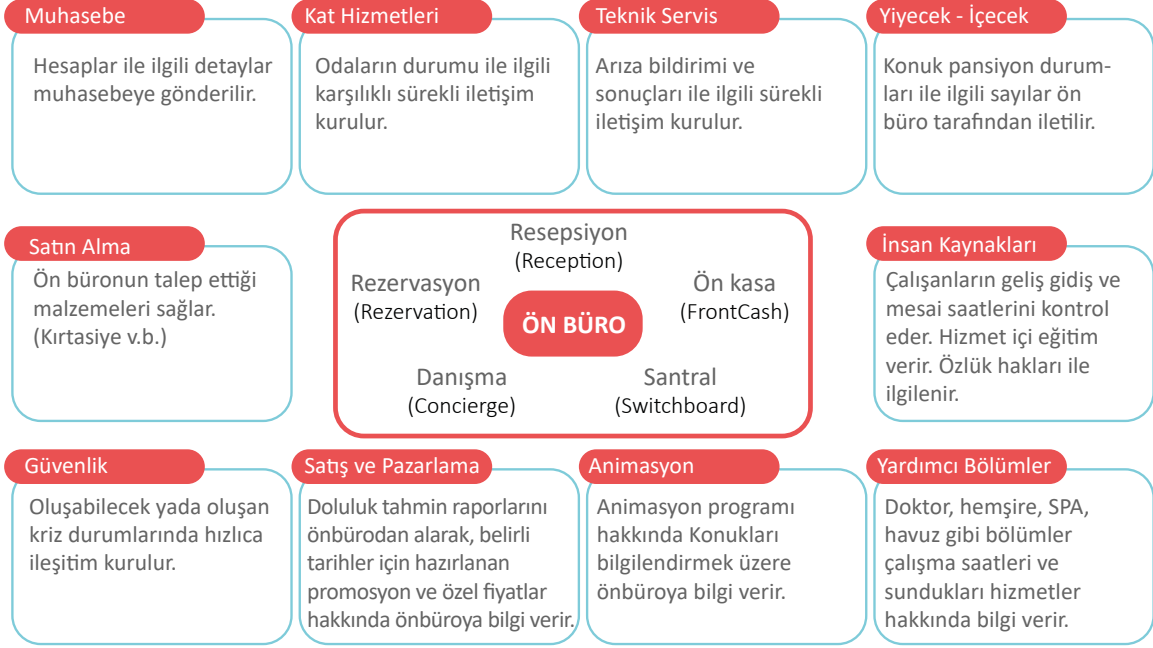 Muhasebe
Hesaplar ile ilgili detaylar
muhasebeye gönderilir.
Kat Hizmetleri
Odaların durumu ile ilgili
karşılıklı sürekli iletişim
kurulur.
Teknik Servis
Arıza bildirimi ve
sonuçları ile ilgili sürekli
iletişim kurulur.
Yiyecek - İçecek
Konuk pansiyon durum-
ları ile ilgili sayılar ön
büro tarafından iletilir.
Satın Alma
Ön büronun talep ettiği
malzemeleri sağlar.
(Kırtasiye v.b.)
Resepsiyon
(Reception)
Rezervasyon
(Rezervation)
Ön kasa
(FrontCash)
ÖN BÜRO
Danışma
(Concierge)
Santral
(Switchboard)
İnsan Kaynakları
Çalışanların geliş gidiş ve
mesai saatlerini kontrol
eder. Hizmet içi eğitim
verir. Özlük hakları ile
ilgilenir.
Güvenlik
Oluşabilecek yada oluşan
kriz durumlarında hızlıca
ileşitim kurulur.
Satış ve Pazarlama
Doluluk tahmin raporlarını
önbürodan alarak, belirli
tarihler için hazırlanan
promosyon ve özel fiyatlar
hakkında önbüroya bilgi verir.
Animasyon
Animasyon programı
hakkında Konukları
bilgilendirmek üzere
önbüroya bilgi verir.
Yardımcı Bölümler
Doktor, hemşire, SPA,
havuz gibi bölümler
çalışma saatleri ve
sundukları hizmetler
hakkında bilgi verir.